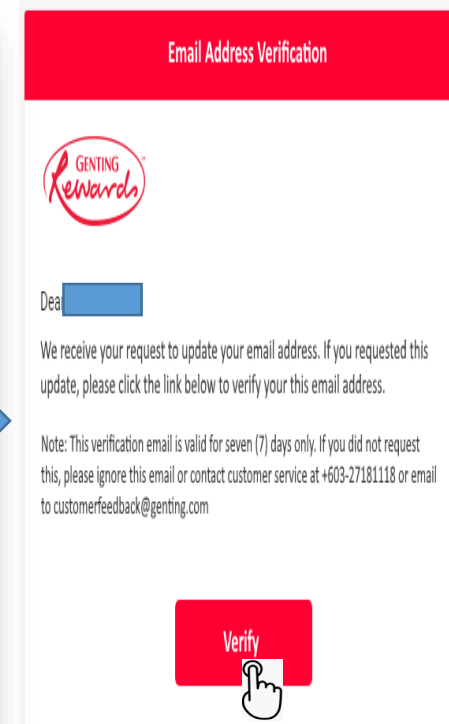 Email Address Verification
GENTING
Rewards
Dear
We receive your request to update your email address. If you requested this
update, please click the link below to verify your this email address.
Note: This verification email is valid for seven (7) days only. If you did not request
this, please ignore this email or contact customer service at +603-27181118 or email
to customerfeedback@genting.com
Verify